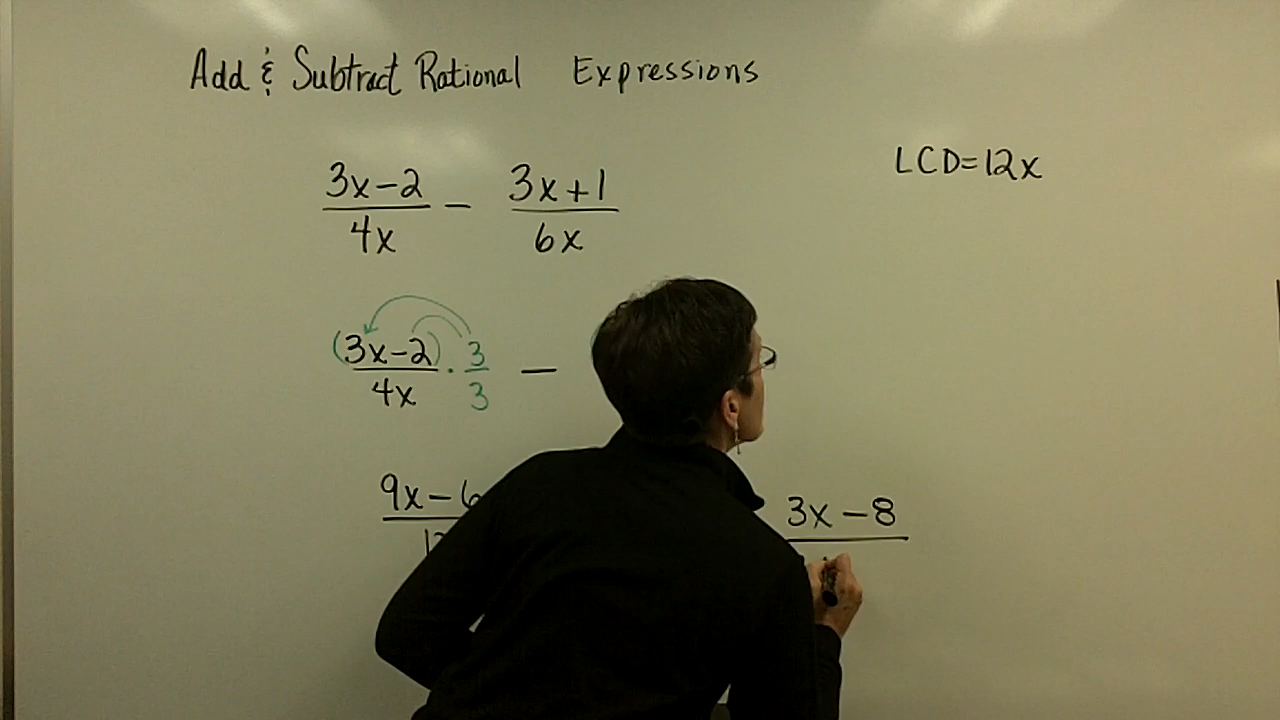 Add & Subtract Rational Expressions
LCD=12x
3x-2 / 4x - 3x+1 / 6x
(3x-2) / 4x · 3 / 3 -
9x-6
3x-8